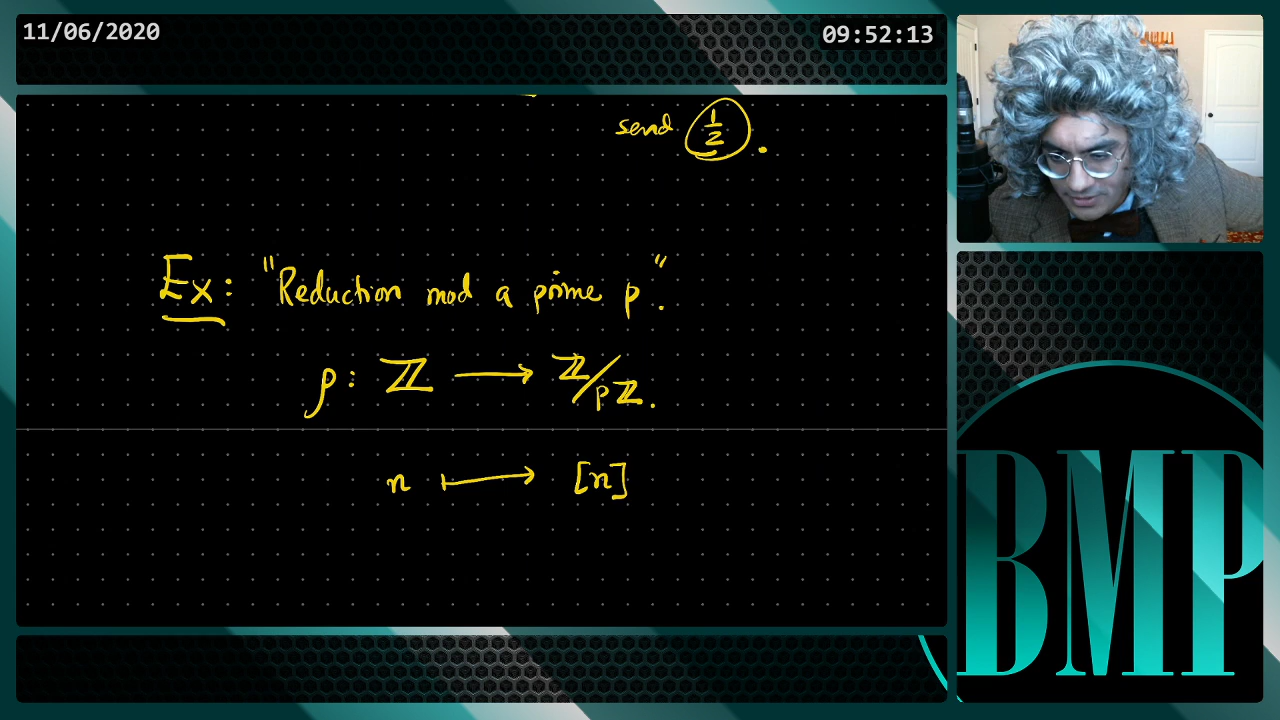 11/06/2020
09:52:13
send 1/2 .
Ex: "Reduction mod a prime p".
ρ: ℤ ⟶ ℤ/pℤ.
n ⟼ [n]
BMP